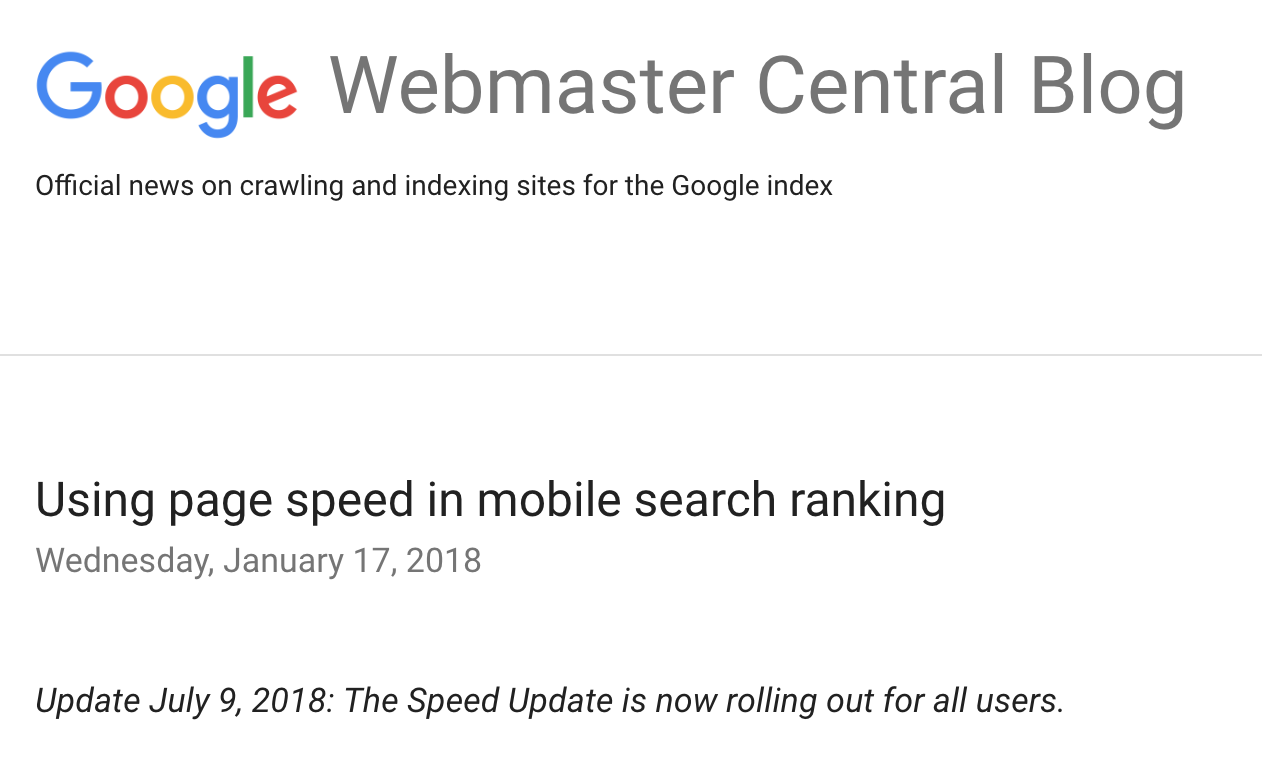 Google Webmaster Central Blog
Official news on crawling and indexing sites for the Google index
Using page speed in mobile search ranking
Wednesday, January 17, 2018
Update July 9, 2018: The Speed Update is now rolling out for all users.